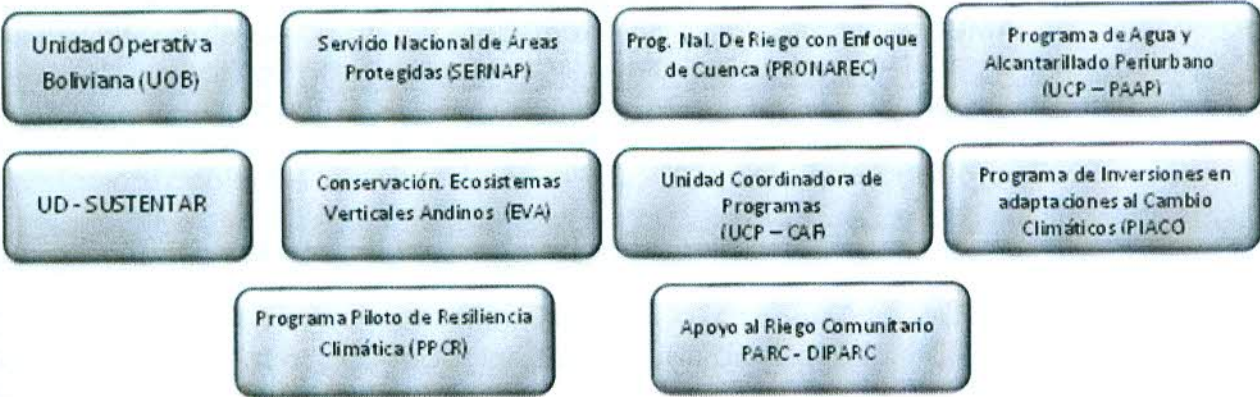 Unidad Operativa
Boliviana (UOB)
Servicio Nacional de Áreas
Protegidas (SERNAP)
Prog. Nal. De Riego con Enfoque
de Cuenca (PRONAREC)
Programa de Agua y
Alcantarillado Periurbano
(UCP – PAAP)
UD - SUSTENTAR
Conservación. Ecosistemas
Verticales Andinos (EVA)
Unidad Coordinadora de
Programas
(UCP – CAF)
Programa de Inversiones en
adaptaciones al Cambio
Climáticos (PIACC)
Programa Piloto de Resiliencia
Climática (PPCR)
Apoyo al Riego Comunitario
PARC - DIPARC